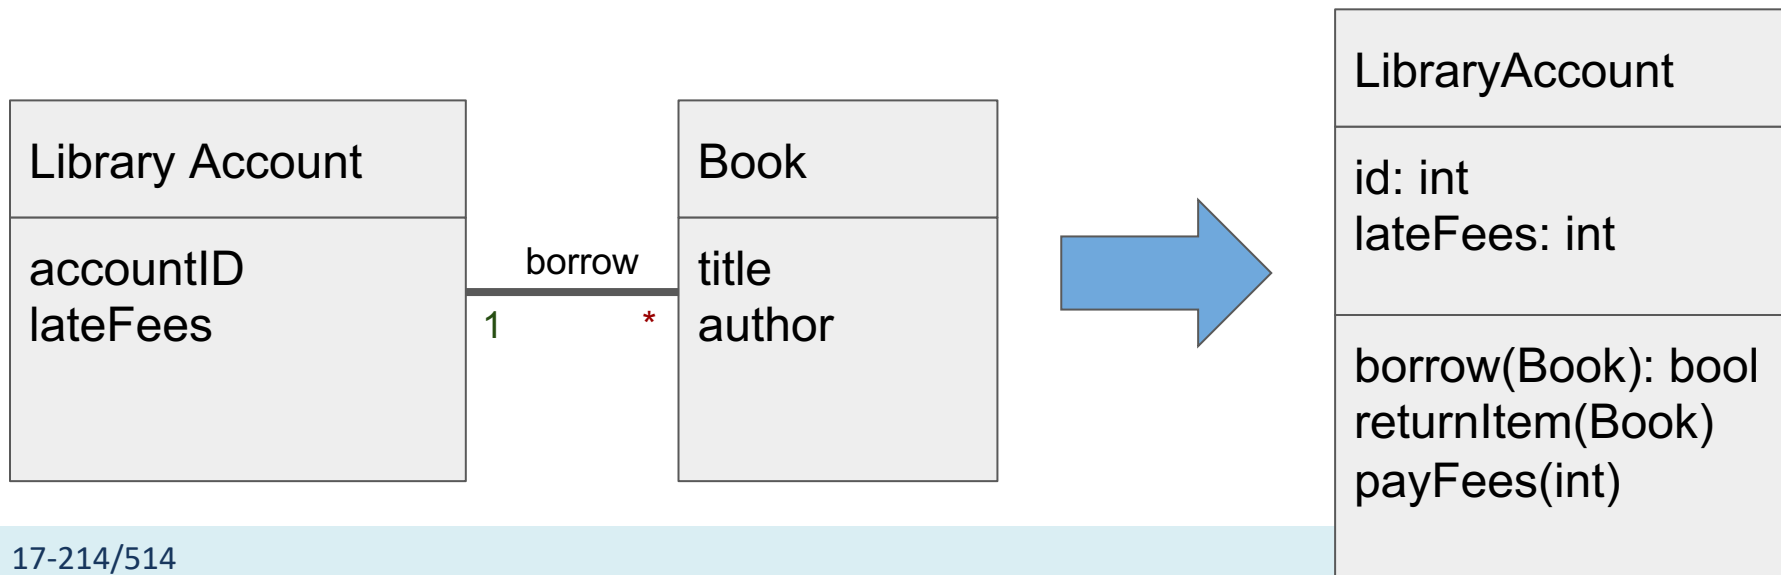 Library Account
accountID
lateFees
borrow
1
*
Book
title
author
LibraryAccount
id: int
lateFees: int
borrow(Book): bool
returnItem(Book)
payFees(int)
17-214/514